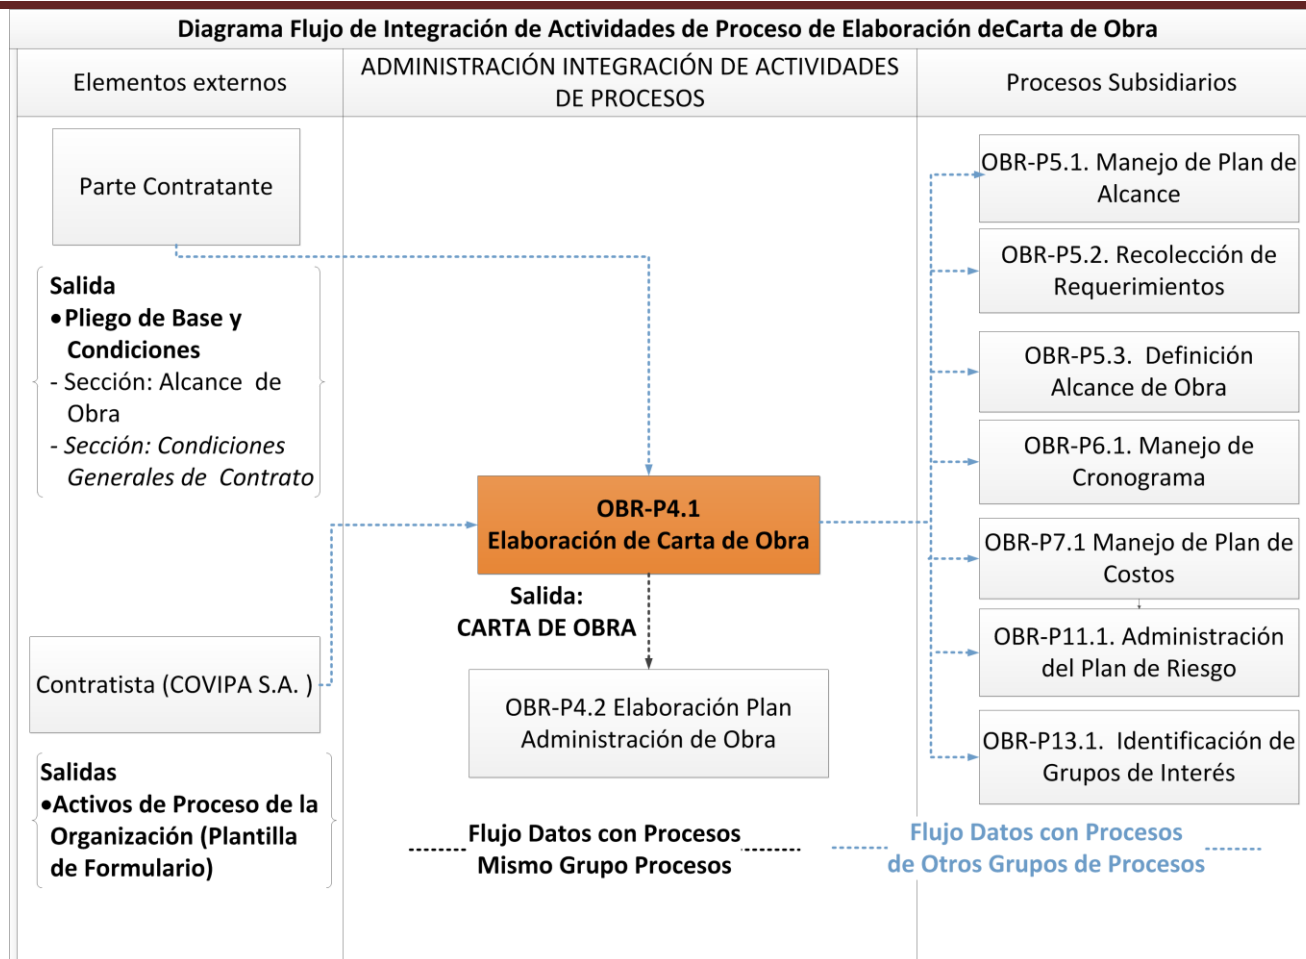 Diagrama Flujo de Integración de Actividades de Proceso de Elaboración deCarta de Obra
Elementos externos
ADMINISTRACIÓN INTEGRACIÓN DE ACTIVIDADES
DE PROCESOS
Procesos Subsidiarios
Parte Contratante
Salida
•Pliego de Base y
Condiciones
- Sección: Alcance de
Obra
- Sección: Condiciones
Generales de Contrato
Contratista (COVIPA S.A. )
Salidas
•Activos de Proceso de la
Organización (Plantilla
de Formulario)
OBR-P4.1
Elaboración de Carta de Obra
Salida:
CARTA DE OBRA
OBR-P4.2 Elaboración Plan
Administración de Obra
Flujo Datos con Procesos
Mismo Grupo Procesos
OBR-P5.1. Manejo de Plan de
Alcance
OBR-P5.2. Recolección de
Requerimientos
OBR-P5.3. Definición
Alcance de Obra
OBR-P6.1. Manejo de
Cronograma
OBR-P7.1 Manejo de Plan de
Costos
OBR-P11.1. Administración
del Plan de Riesgo
OBR-P13.1. Identificación de
Grupos de Interés
Flujo Datos con Procesos
de Otros Grupos de Procesos